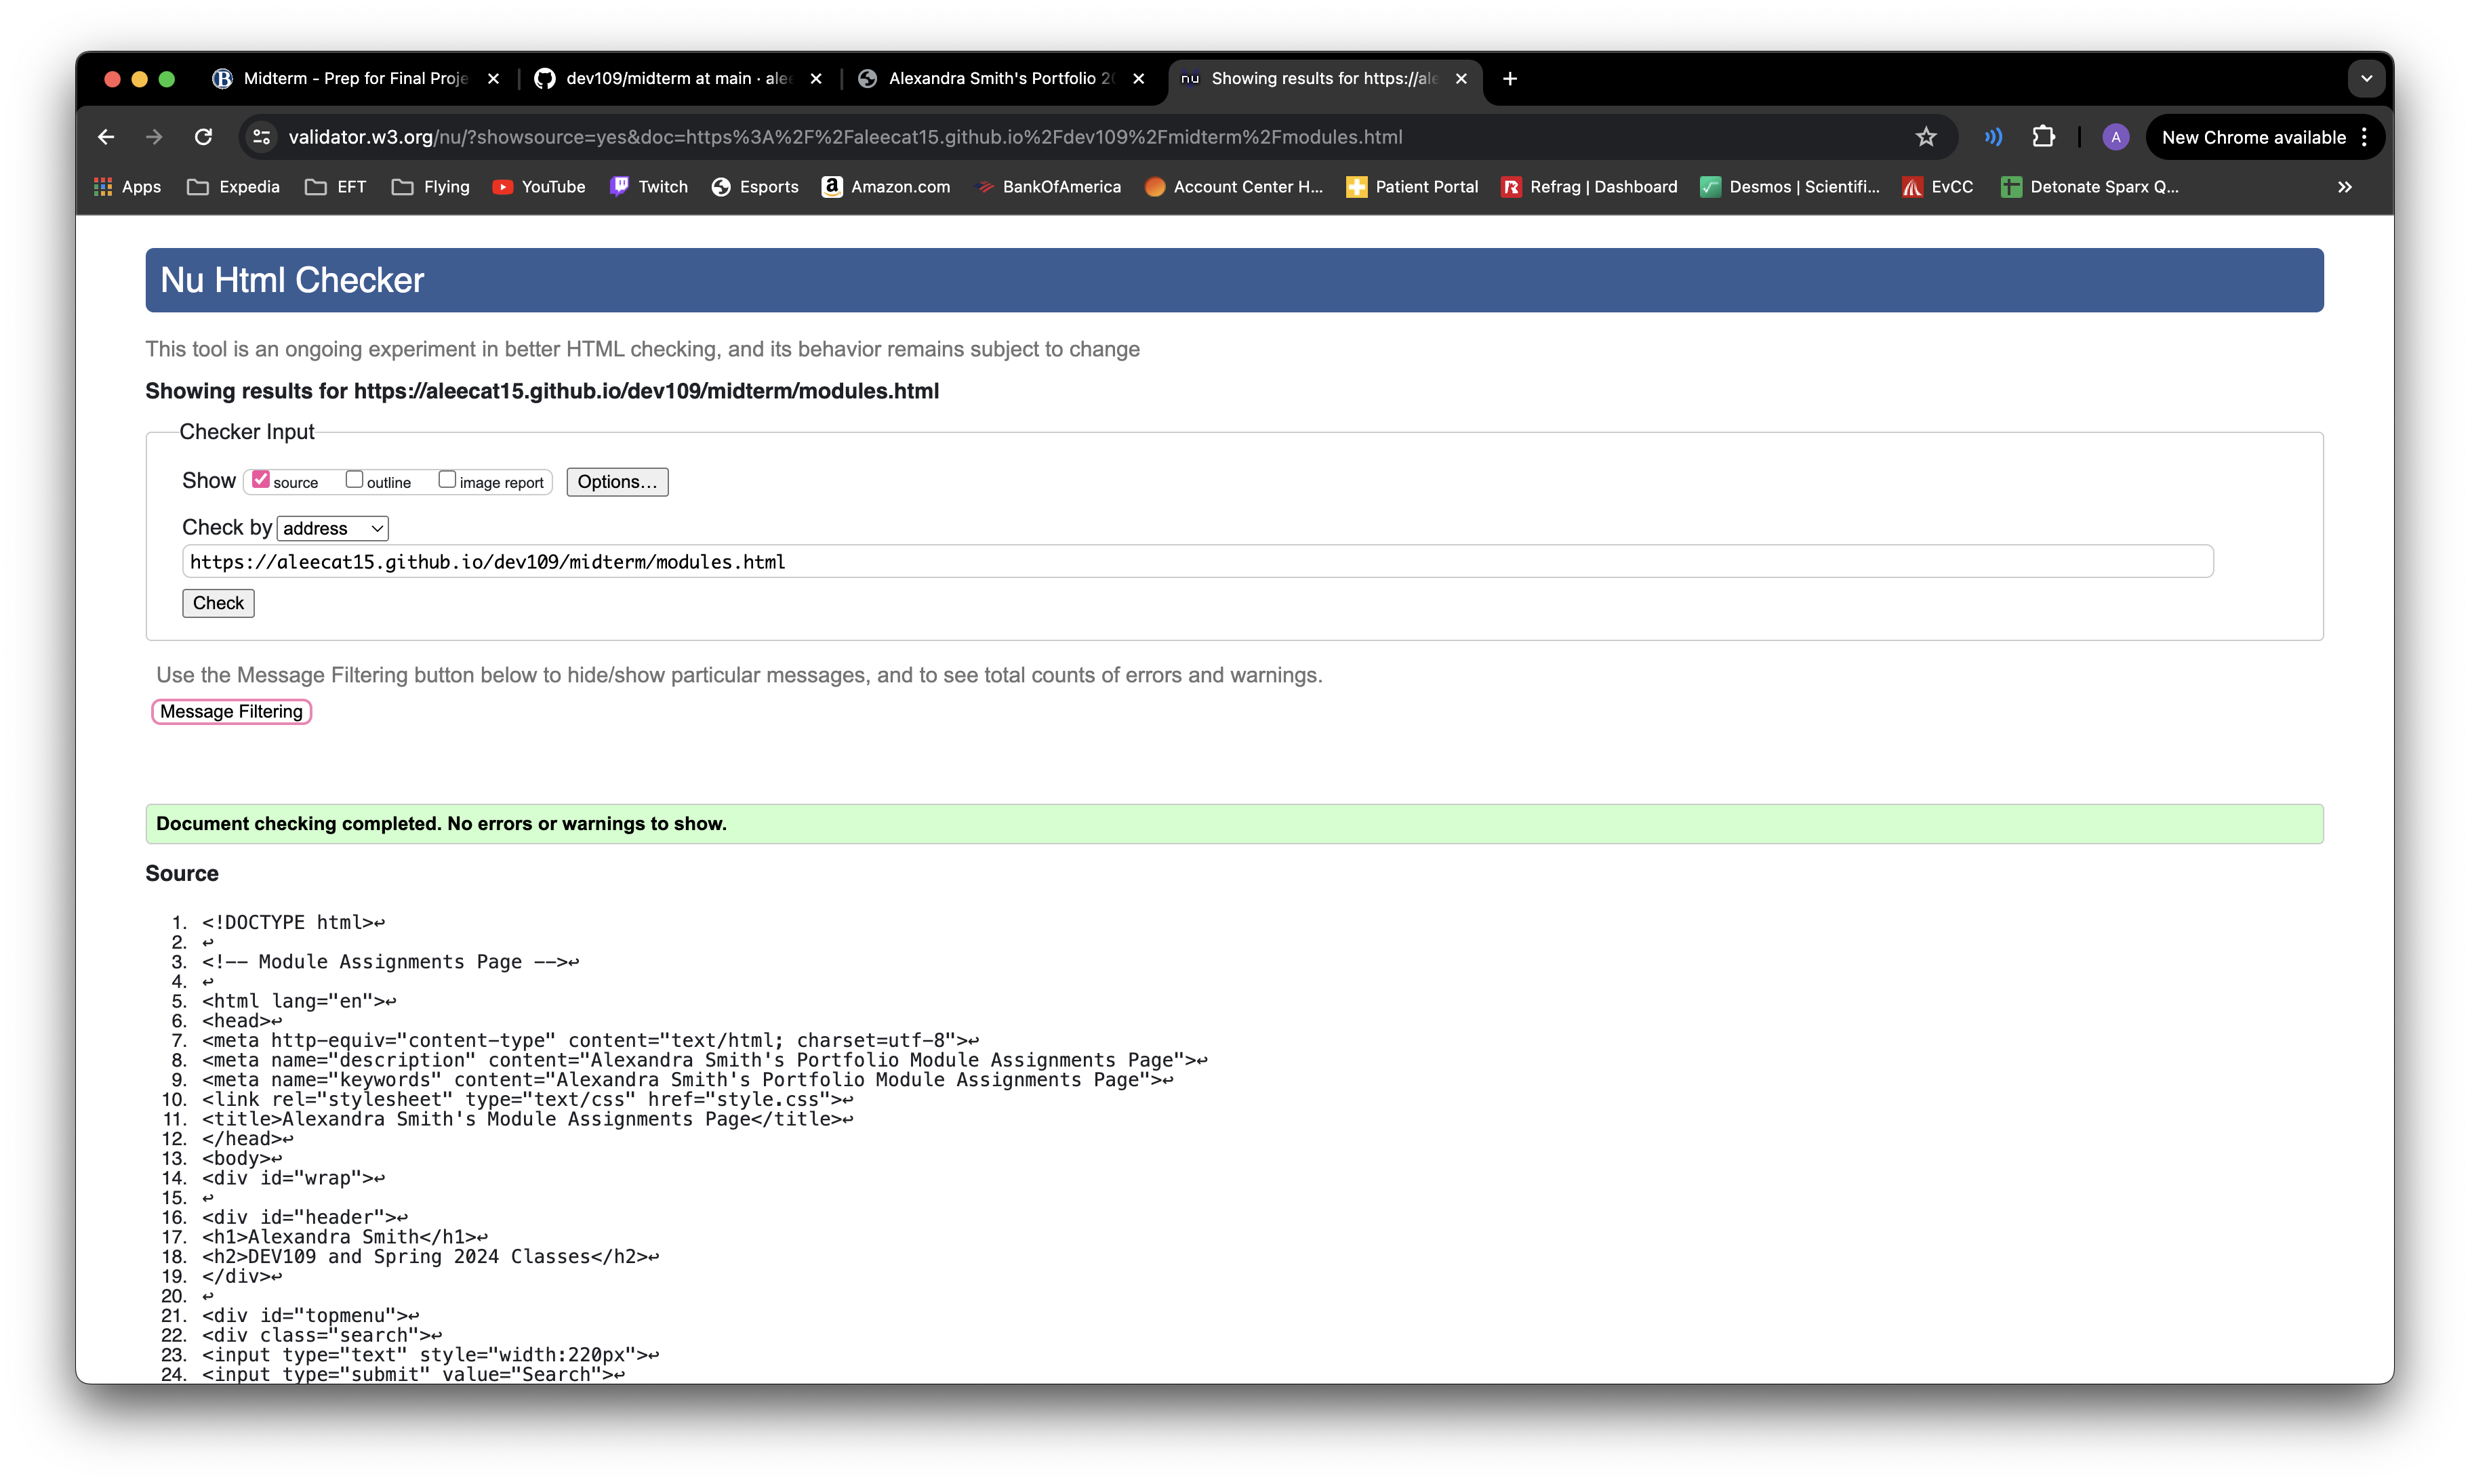 Midterm - Prep for Final Proje
dev109/midterm at main · alee
Alexandra Smith's Portfolio 20
nu Showing results for https://ale
validator.w3.org/nu/?showsource=yes&doc=https%3A%2F%2Faleecat15.github.io%2Fdev109%2Fmidterm%2Fmodules.html
A
New Chrome available
Apps Expedia EFT Flying YouTube Twitch Esports Amazon.com BankOfAmerica Account Center H... Patient Portal Refrag | Dashboard Desmos | Scientifi... EvCC Detonate Sparx Q... »
Nu Html Checker
This tool is an ongoing experiment in better HTML checking, and its behavior remains subject to change
Showing results for https://aleecat15.github.io/dev109/midterm/modules.html
Checker Input
Show source outline image report Options...
Check by address
https://aleecat15.github.io/dev109/midterm/modules.html
Check
Use the Message Filtering button below to hide/show particular messages, and to see total counts of errors and warnings.
Message Filtering
Document checking completed. No errors or warnings to show.
Source
1. <!DOCTYPE html>↩
2. ↩
3. <!-- Module Assignments Page -->↩
4. ↩
5. <html lang="en">↩
6. <head>↩
7. <meta http-equiv="content-type" content="text/html; charset=utf-8">↩
8. <meta name="description" content="Alexandra Smith's Portfolio Module Assignments Page">↩
9. <meta name="keywords" content="Alexandra Smith's Portfolio Module Assignments Page">↩
10. <link rel="stylesheet" type="text/css" href="style.css">↩
11. <title>Alexandra Smith's Module Assignments Page</title>↩
12. </head>↩
13. <body>↩
14. <div id="wrap">↩
15. ↩
16. <div id="header">↩
17. <h1>Alexandra Smith</h1>↩
18. <h2>DEV109 and Spring 2024 Classes</h2>↩
19. </div>↩
20. ↩
21. <div id="topmenu">↩
22. <div class="search">↩
23. <input type="text" style="width:220px">↩
24. <input type="submit" value="Search">↩